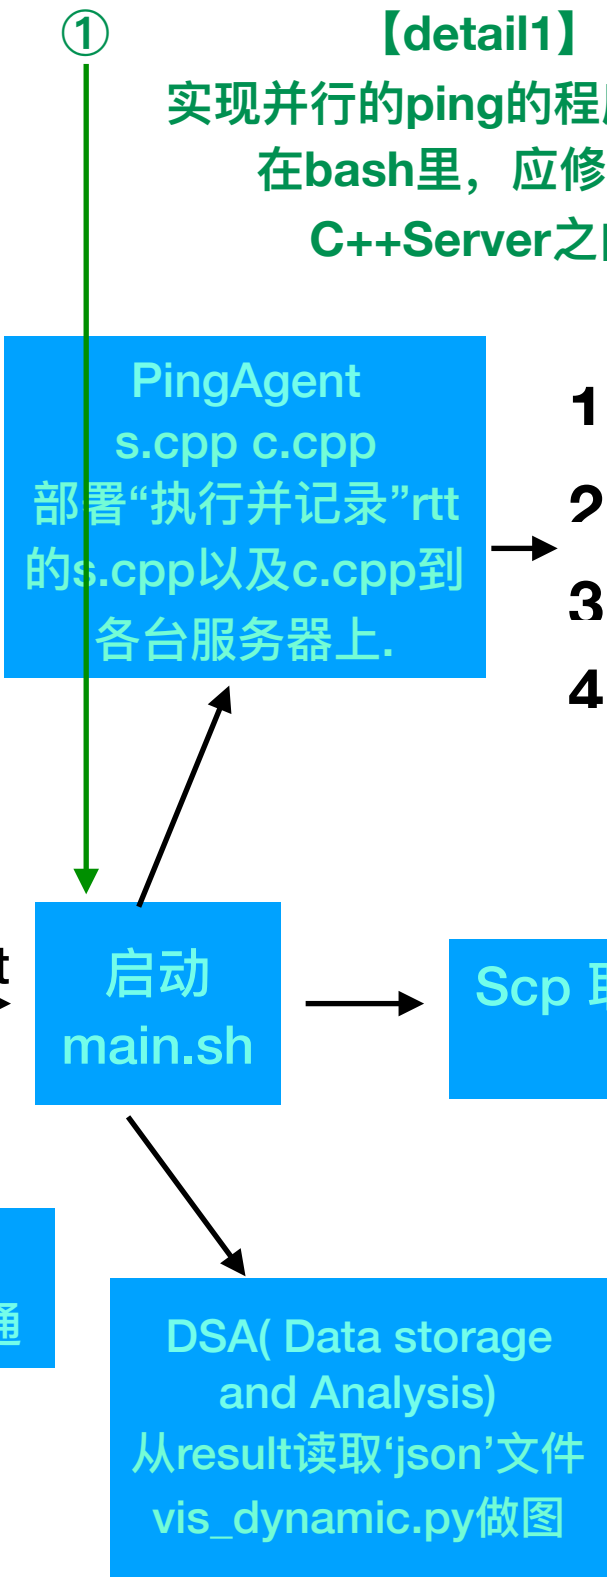 ①
【detail1】
实现并行的ping的程
在bash里，应修
C++Server之
PingAgent
s.cpp c.cpp
部署“执行并记录”rtt
的s.cpp以及c.cpp到
各台服务器上.
1
2
3
4
t
启动
main.sh
Scp
通
DSA( Data storage
and Analysis)
从result读取‘json’文件
vis_dynamic.py做图